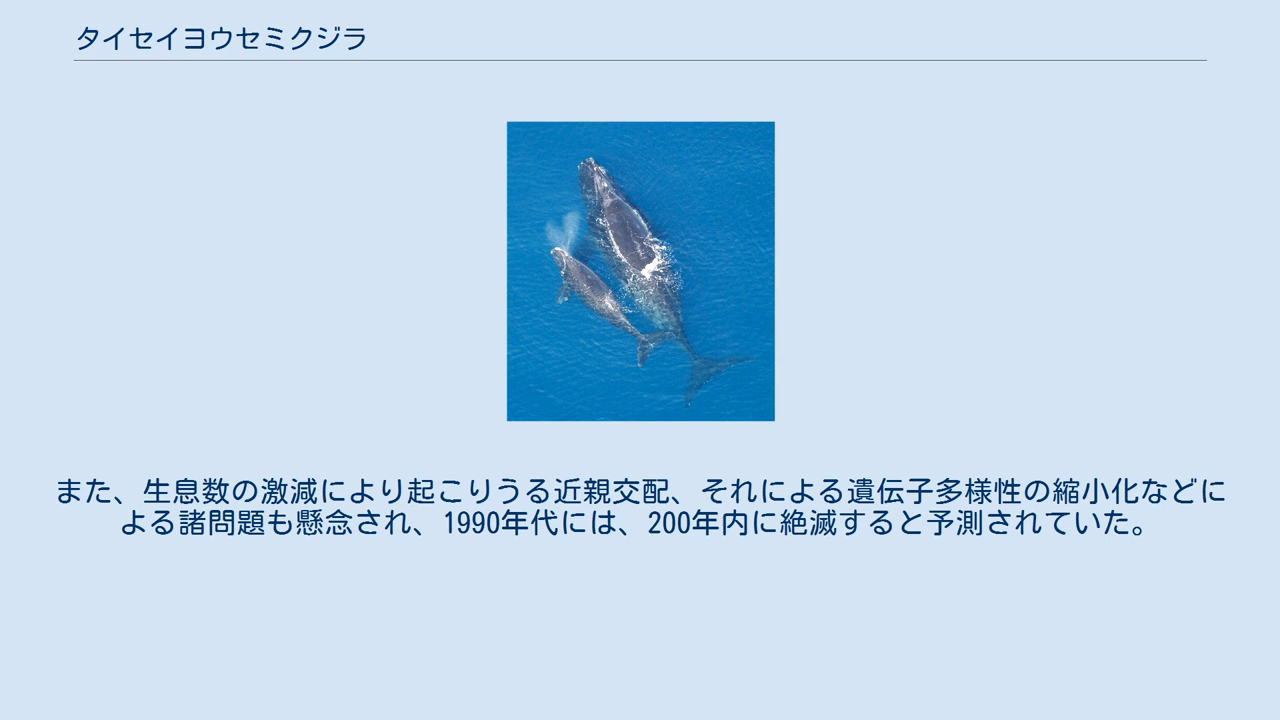 タイセイヨウセミクジラ
また、生息数の激減により起こりうる近親交配、それによる遺伝子多様性の縮小化などに
よる諸問題も懸念され、1990年代には、200年内に絶滅すると予測されていた。